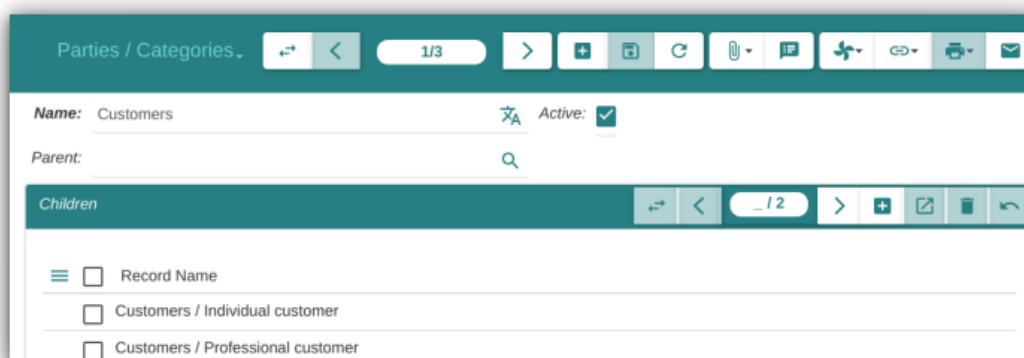 Parties / Categories
1/3
Name: Customers
Active:
Parent:
Children
_ / 2
Record Name
Customers / Individual customer
Customers / Professional customer